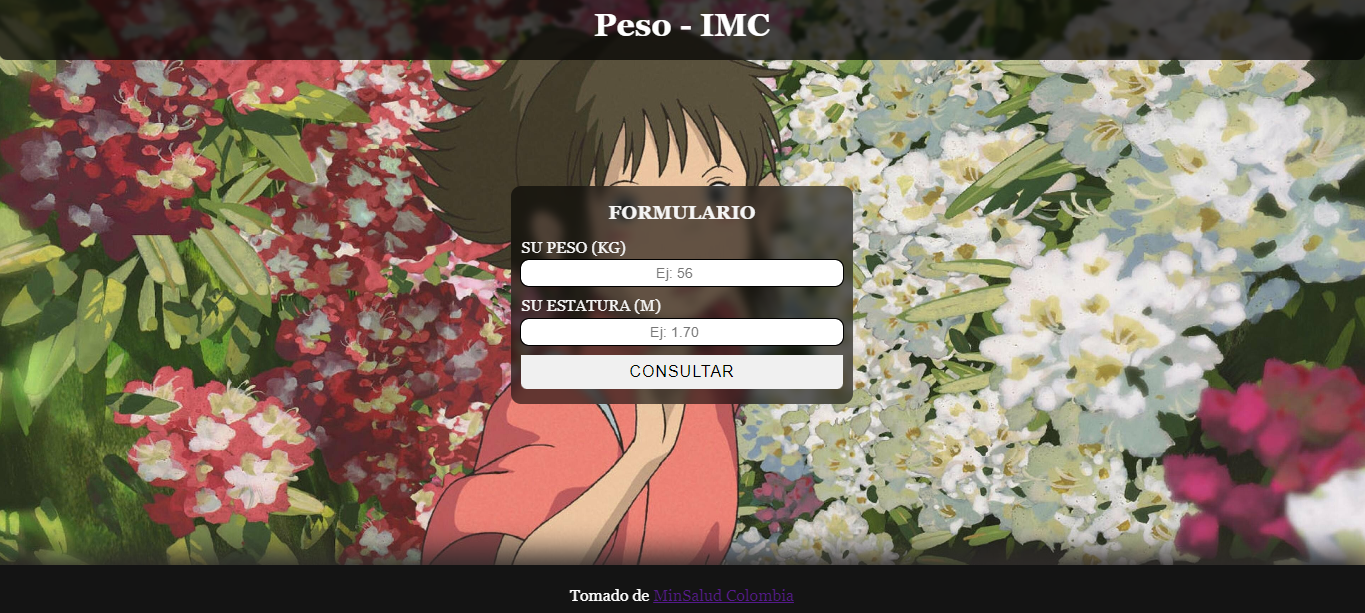 Peso - IMC
FORMULARIO
SU PESO (KG)
Ej: 56
SU ESTATURA (M)
Ej: 1.70
CONSULTAR
Tomado de MinSalud Colombia